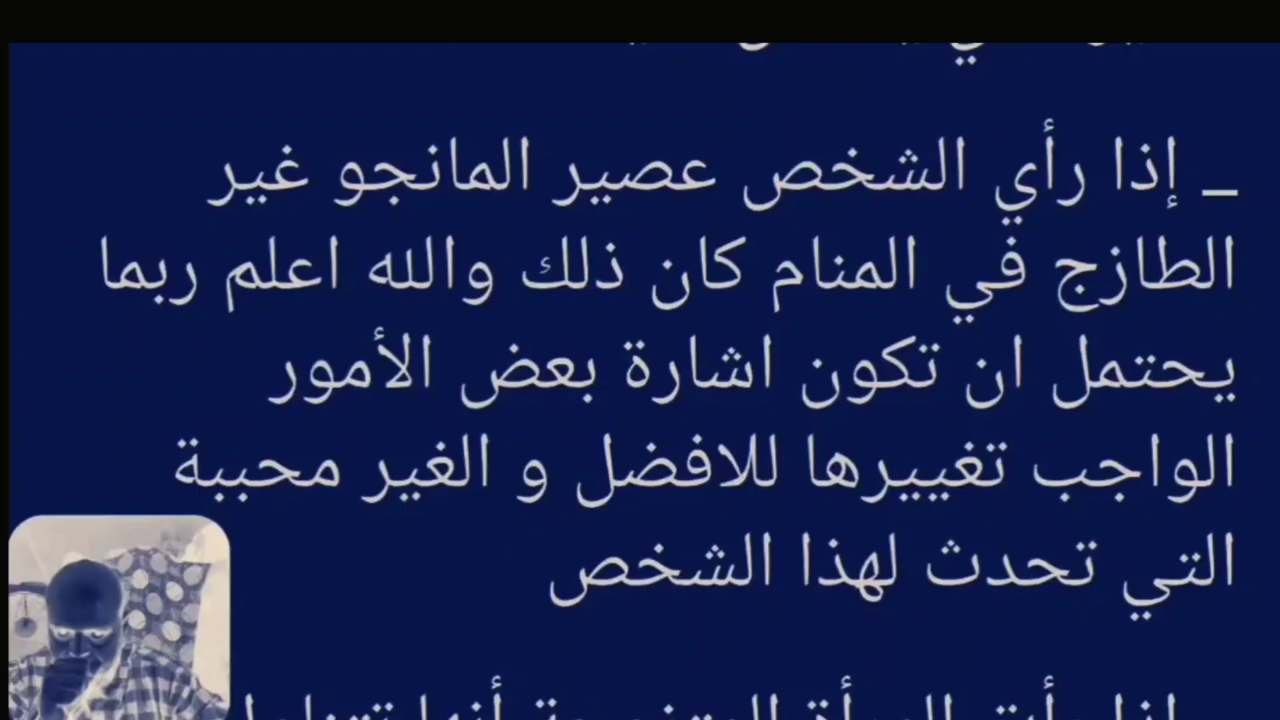 _ إذا رأي الشخص عصير المانجو غير
الطازج في المنام كان ذلك والله اعلم ربما
يحتمل ان تكون اشارة بعض الأمور
الواجب تغييرها للافضل و الغير محببة
التي تحدث لهذا الشخص